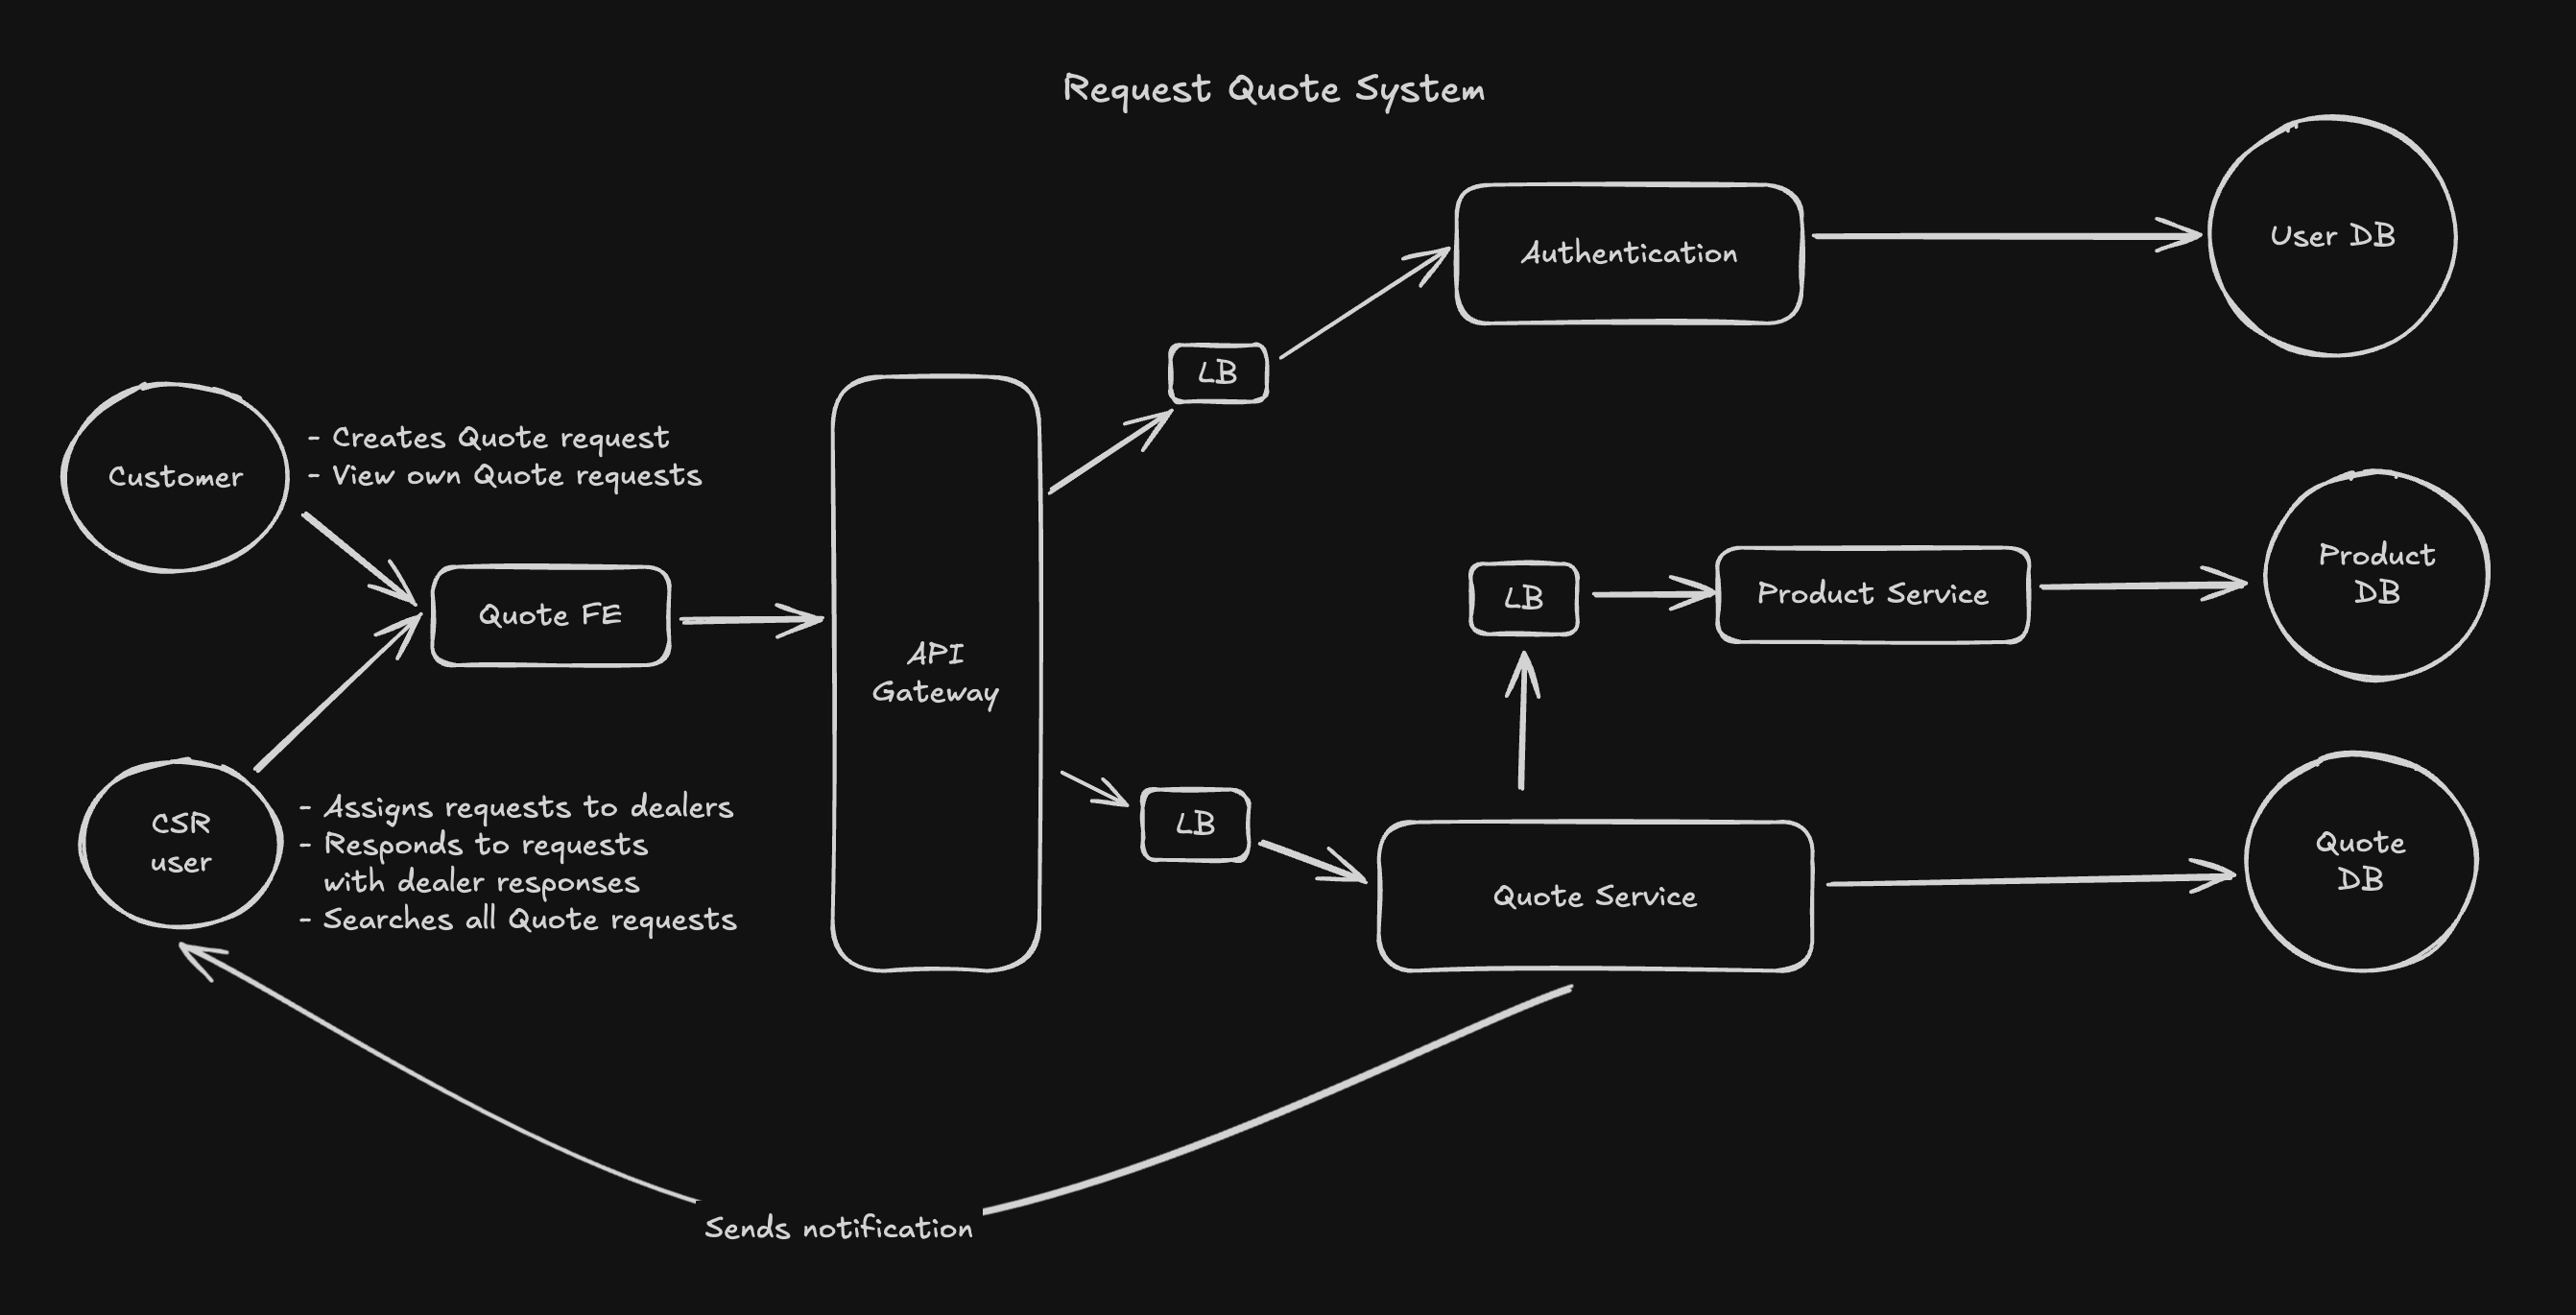 Request Quote System
Authentication
User DB
LB
Customer
- Creates Quote request
- View own Quote requests
Quote FE
API
Gateway
LB
Product Service
Product
DB
CSR
user
- Assigns requests to dealers
- Responds to requests
with dealer responses
- Searches all Quote requests
LB
Quote Service
Quote
DB
Sends notification